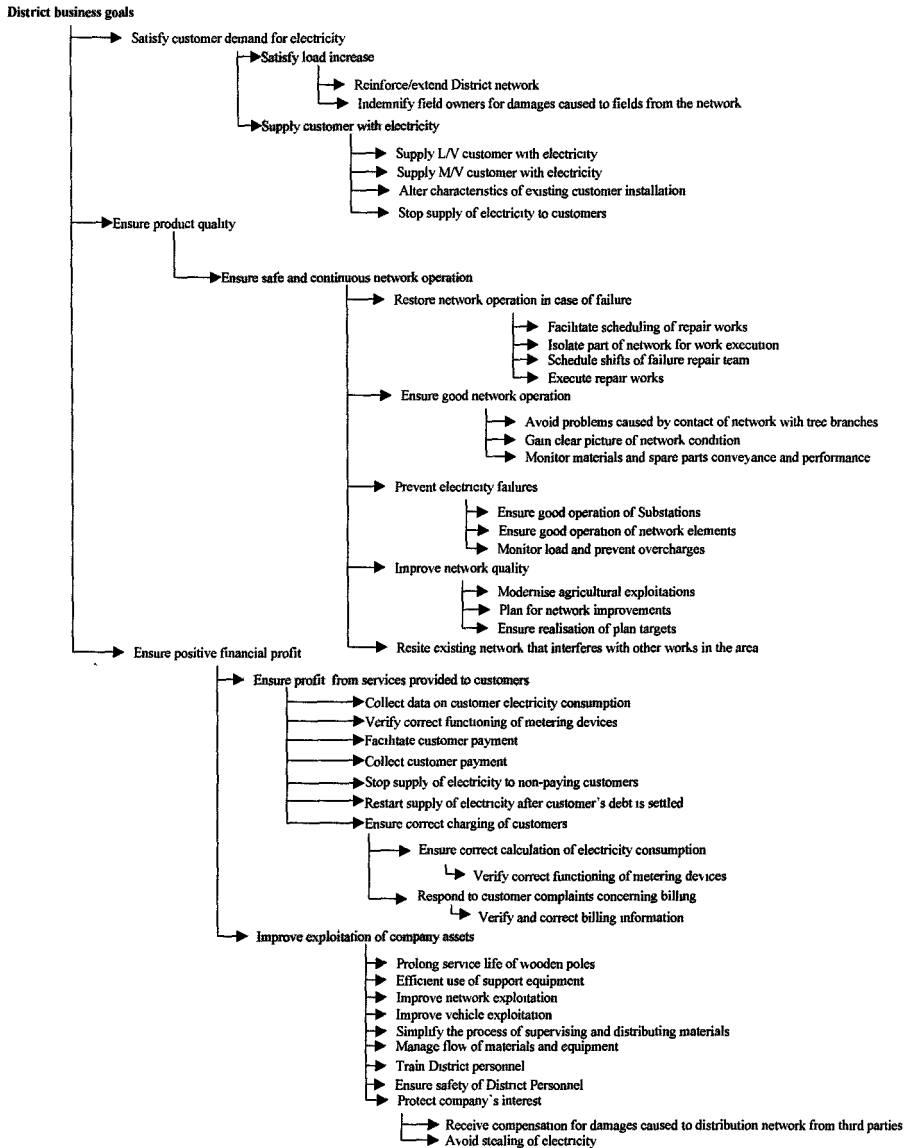 District business goals
Satisfy customer demand for electricity
Satisfy load increase
Reinforce/extend District network
Indemnify field owners for damages caused to fields from the network
Supply customer with electricity
Supply L/V customer with electricity
Supply M/V customer with electricity
Alter characteristics of existing customer installation
Stop supply of electricity to customers
Ensure product quality
Ensure safe and continuous network operation
Restore network operation in case of failure
Facilitate scheduling of repair works
Isolate part of network for work execution
Schedule shifts of failure repair team
Execute repair works
Ensure good network operation
Avoid problems caused by contact of network with tree branches
Gain clear picture of network condition
Monitor materials and spare parts conveyance and performance
Prevent electricity failures
Ensure good operation of Substations
Ensure good operation of network elements
Monitor load and prevent overcharges
Improve network quality
Modernise agricultural exploitations
Plan for network improvements
Ensure realisation of plan targets
Resite existing network that interferes with other works in the area
Ensure positive financial profit
Ensure profit from services provided to customers
Collect data on customer electricity consumption
Verify correct functioning of metering devices
Facilitate customer payment
Collect customer payment
Stop supply of electricity to non-paying customers
Restart supply of electricity after customer's debt is settled
Ensure correct charging of customers
Ensure correct calculation of electricity consumption
Verify correct functioning of metering devices
Respond to customer complaints concerning billing
Verify and correct billing information
Improve exploitation of company assets
Prolong service life of wooden poles
Efficient use of support equipment
Improve network exploitation
Improve vehicle exploitation
Simplify the process of supervising and distributing materials
Manage flow of materials and equipment
Train District personnel
Ensure safety of District Personnel
Protect company`s interest
Receive compensation for damages caused to distribution network from third parties
Avoid stealing of electricity